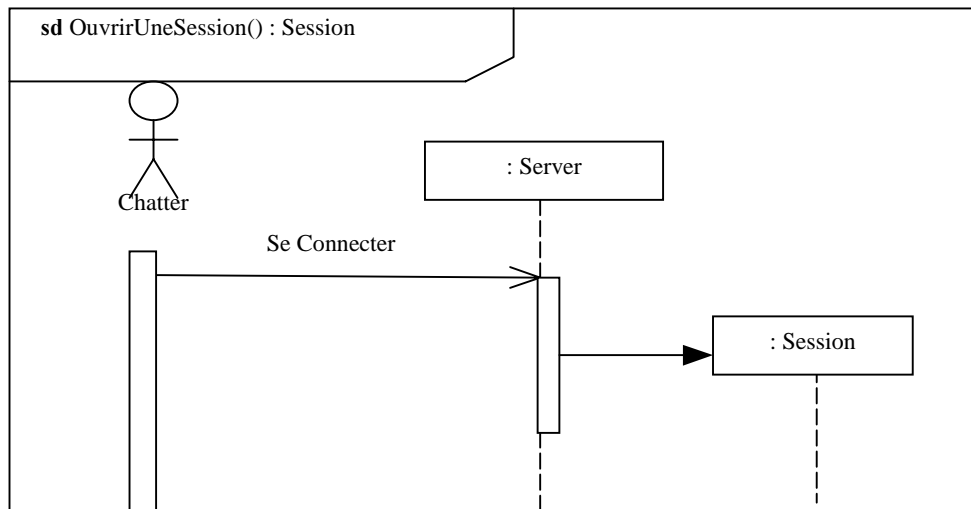 sd OuvrirUneSession() : Session
Chatter
: Server
Se Connecter
: Session